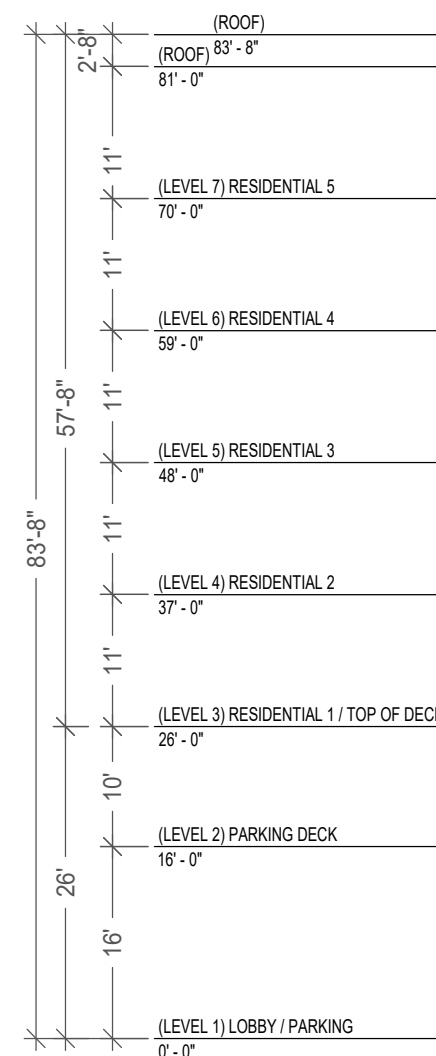 (ROOF)
83' - 8"
2'-8"
(ROOF)
81' - 0"
11'
(LEVEL 7) RESIDENTIAL 5
70' - 0"
11'
(LEVEL 6) RESIDENTIAL 4
59' - 0"
57'-8"
11'
(LEVEL 5) RESIDENTIAL 3
48' - 0"
83'-8"
11'
(LEVEL 4) RESIDENTIAL 2
37' - 0"
11'
(LEVEL 3) RESIDENTIAL 1 / TOP OF DEC
26' - 0"
10'
(LEVEL 2) PARKING DECK
16' - 0"
26'
16'
(LEVEL 1) LOBBY / PARKING
0' - 0"